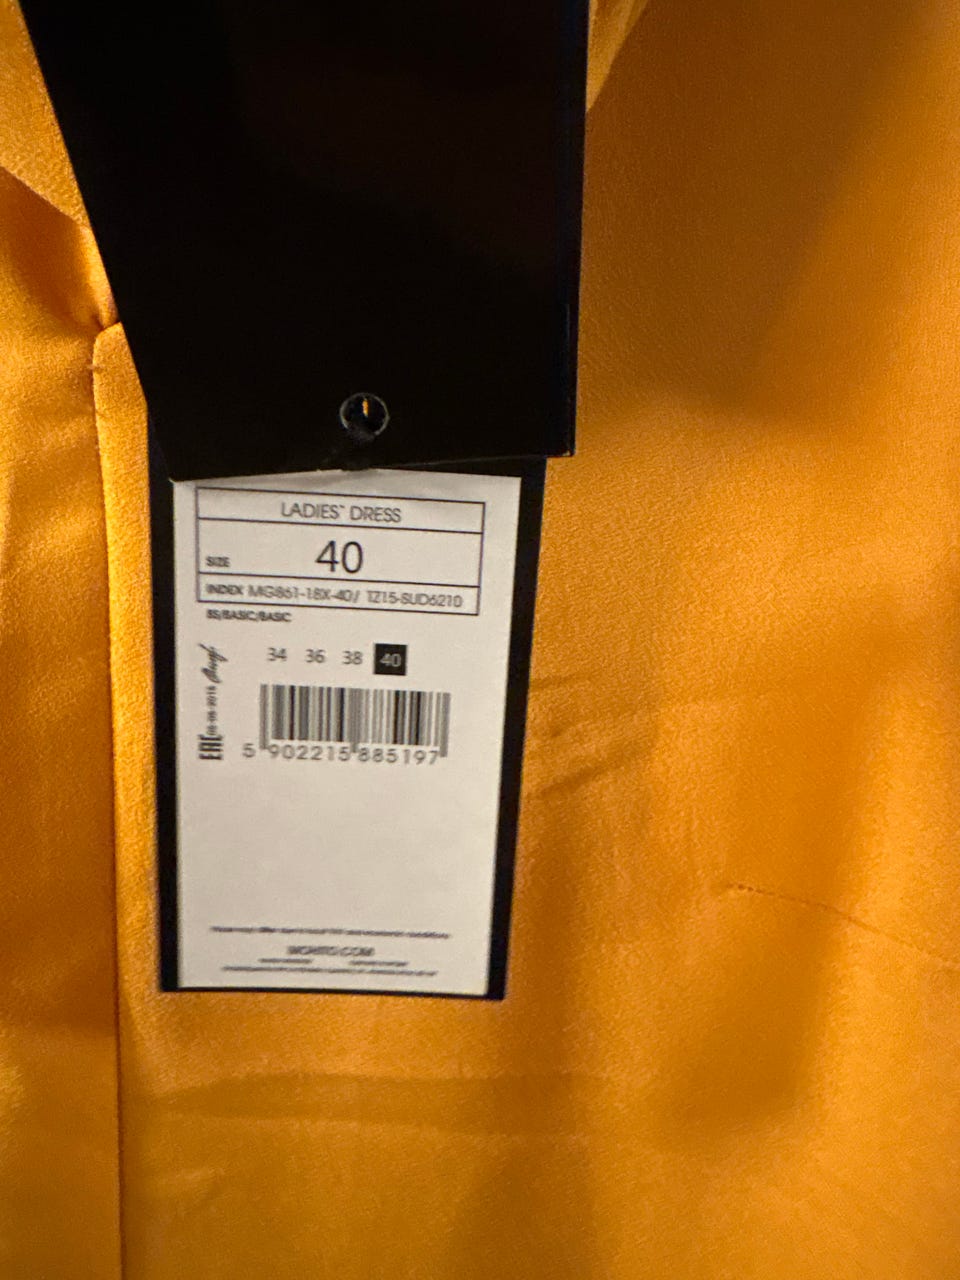 LADIES` DRESS
SIZE 40
INDEX MG861-18X-40/ TZ15-SUD6210
SS/BASIC/BASIC
34 36 38 40
EAC
5 902215 885197
MOHITO.COM